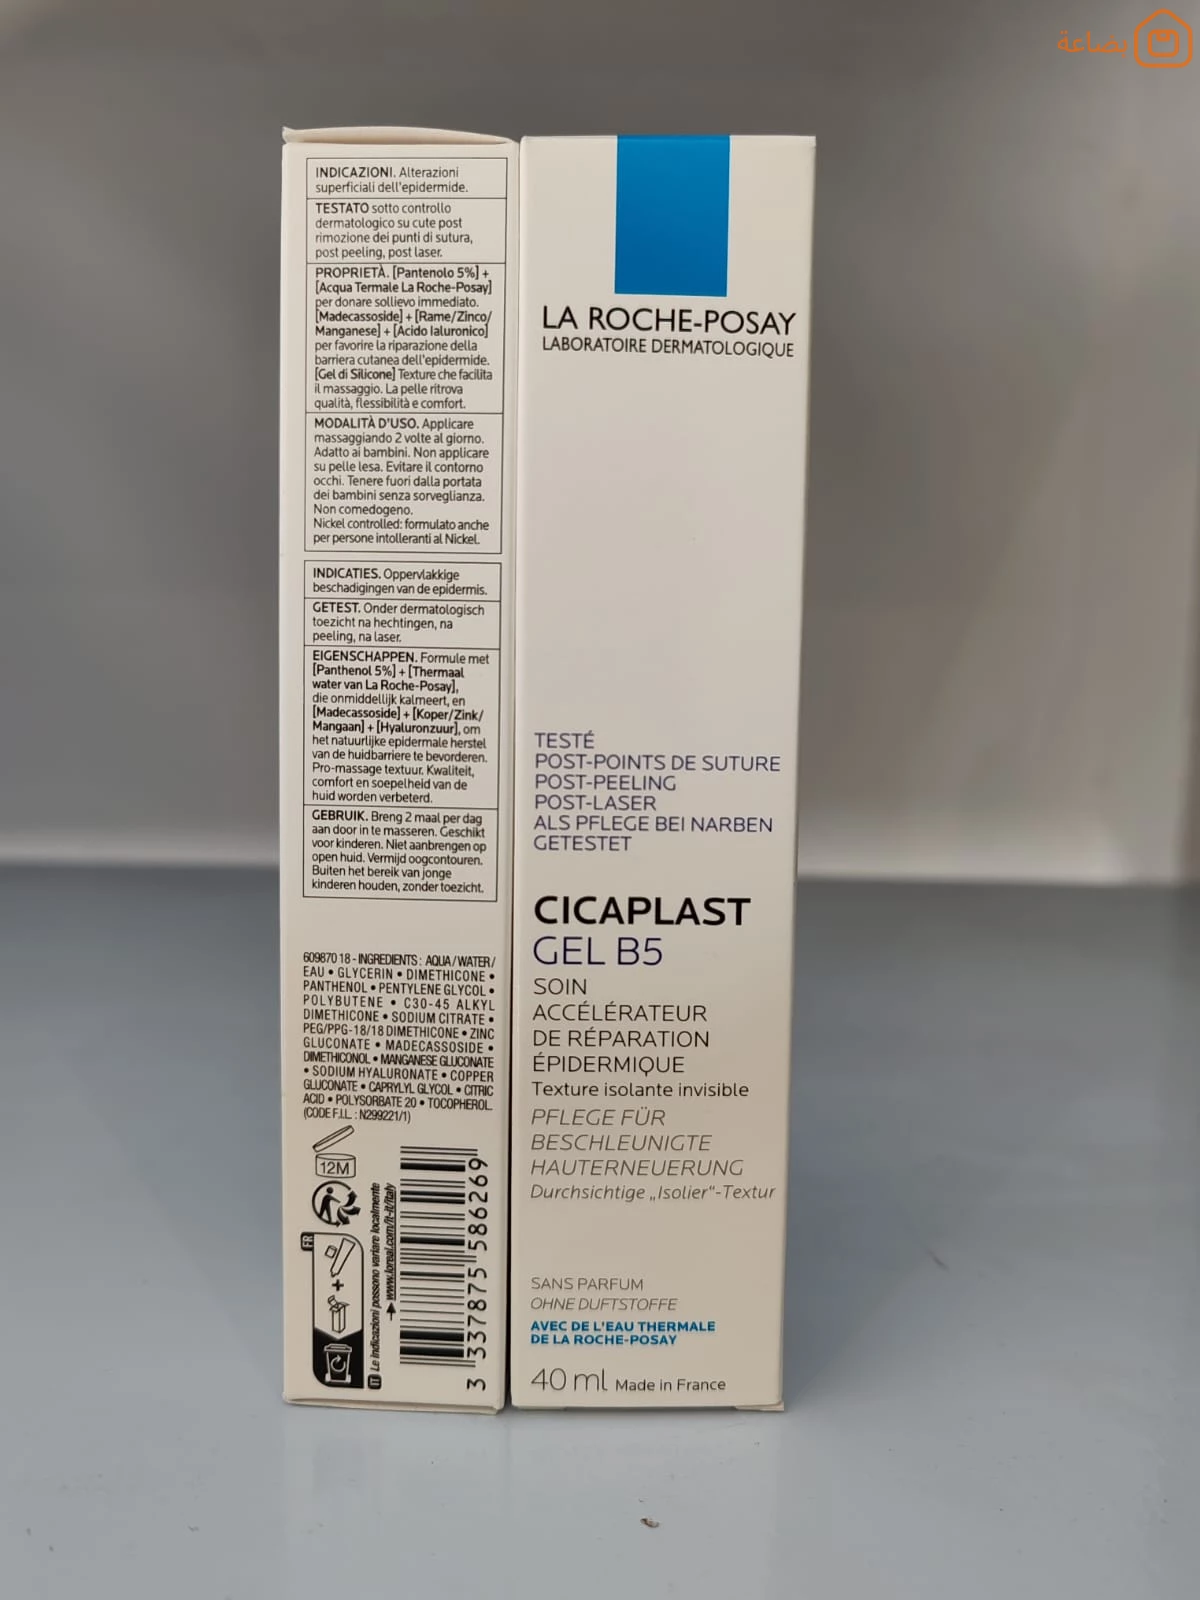 بضاعة
INDICAZIONI. Alterazioni
superficiali dell'epidermide.
TESTATO sotto controllo
dermatologico su cute post
rimozione dei punti di sutura,
post peeling, post laser.
PROPRIETÀ. [Pantenolo 5%] +
[Acqua Termale La Roche-Posay]
per donare sollievo immediato.
[Madecassoside] + [Rame/Zinco/
Manganese] + [Acido Ialuronico]
per favorire la riparazione della
barriera cutanea dell'epidermide.
[Gel di Silicone] Texture che facilita
il massaggio. La pelle ritrova
qualità, flessibilità e comfort.
MODALITÀ D'USO. Applicare
massaggiando 2 volte al giorno.
Adatto ai bambini. Non applicare
su pelle lesa. Evitare il contorno
occhi. Tenere fuori dalla portata
dei bambini senza sorveglianza.
Non comedogeno.
Nickel controlled: formulato anche
per persone intolleranti al Nickel.
INDICATIES. Oppervlakkige
beschadigingen van de epidermis.
GETEST. Onder dermatologisch
toezicht na hechtingen, na
peeling, na laser.
EIGENSCHAPPEN. Formule met
[Panthenol 5%] + [Thermaal
water van La Roche-Posay],
die onmiddellijk kalmeert, en
[Madecassoside] + [Koper/Zink/
Mangaan] + [Hyaluronzuur], om
het natuurlijke epidermale herstel
van de huidbarriere te bevorderen.
Pro-massage textuur. Kwaliteit,
comfort en soepelheid van de
huid worden verbeterd.
GEBRUIK. Breng 2 maal per dag
aan door in te masseren. Geschikt
voor kinderen. Niet aanbrengen op
open huid. Vermijd oogcontouren.
Buiten het bereik van jonge
kinderen houden, zonder toezicht.
609870 18 - INGREDIENTS : AQUA / WATER /
EAU • GLYCERIN • DIMETHICONE •
PANTHENOL • PENTYLENE GLYCOL •
POLYBUTENE • C30-45 ALKYL
DIMETHICONE • SODIUM CITRATE •
PEG/PPG-18/18 DIMETHICONE • ZINC
GLUCONATE • MADECASSOSIDE •
DIMETHICONOL • MANGANESE GLUCONATE
• SODIUM HYALURONATE • COPPER
GLUCONATE • CAPRYLYL GLYCOL • CITRIC
ACID • POLYSORBATE 20 • TOCOPHEROL.
(CODE F.I.L. : N299221/1)
12M
FR
+
IT Le indicazioni possono variare localmente
www.loreal.com/it-it/italy
3 337875 586269
LA ROCHE-POSAY
LABORATOIRE DERMATOLOGIQUE
TESTÉ
POST-POINTS DE SUTURE
POST-PEELING
POST-LASER
ALS PFLEGE BEI NARBEN
GETESTET
CICAPLAST
GEL B5
SOIN
ACCÉLÉRATEUR
DE RÉPARATION
ÉPIDERMIQUE
Texture isolante invisible
PFLEGE FÜR
BESCHLEUNIGTE
HAUTERNEUERUNG
Durchsichtige „Isolier“-Textur
SANS PARFUM
OHNE DUFTSTOFFE
AVEC DE L'EAU THERMALE
DE LA ROCHE-POSAY
40 ml Made in France